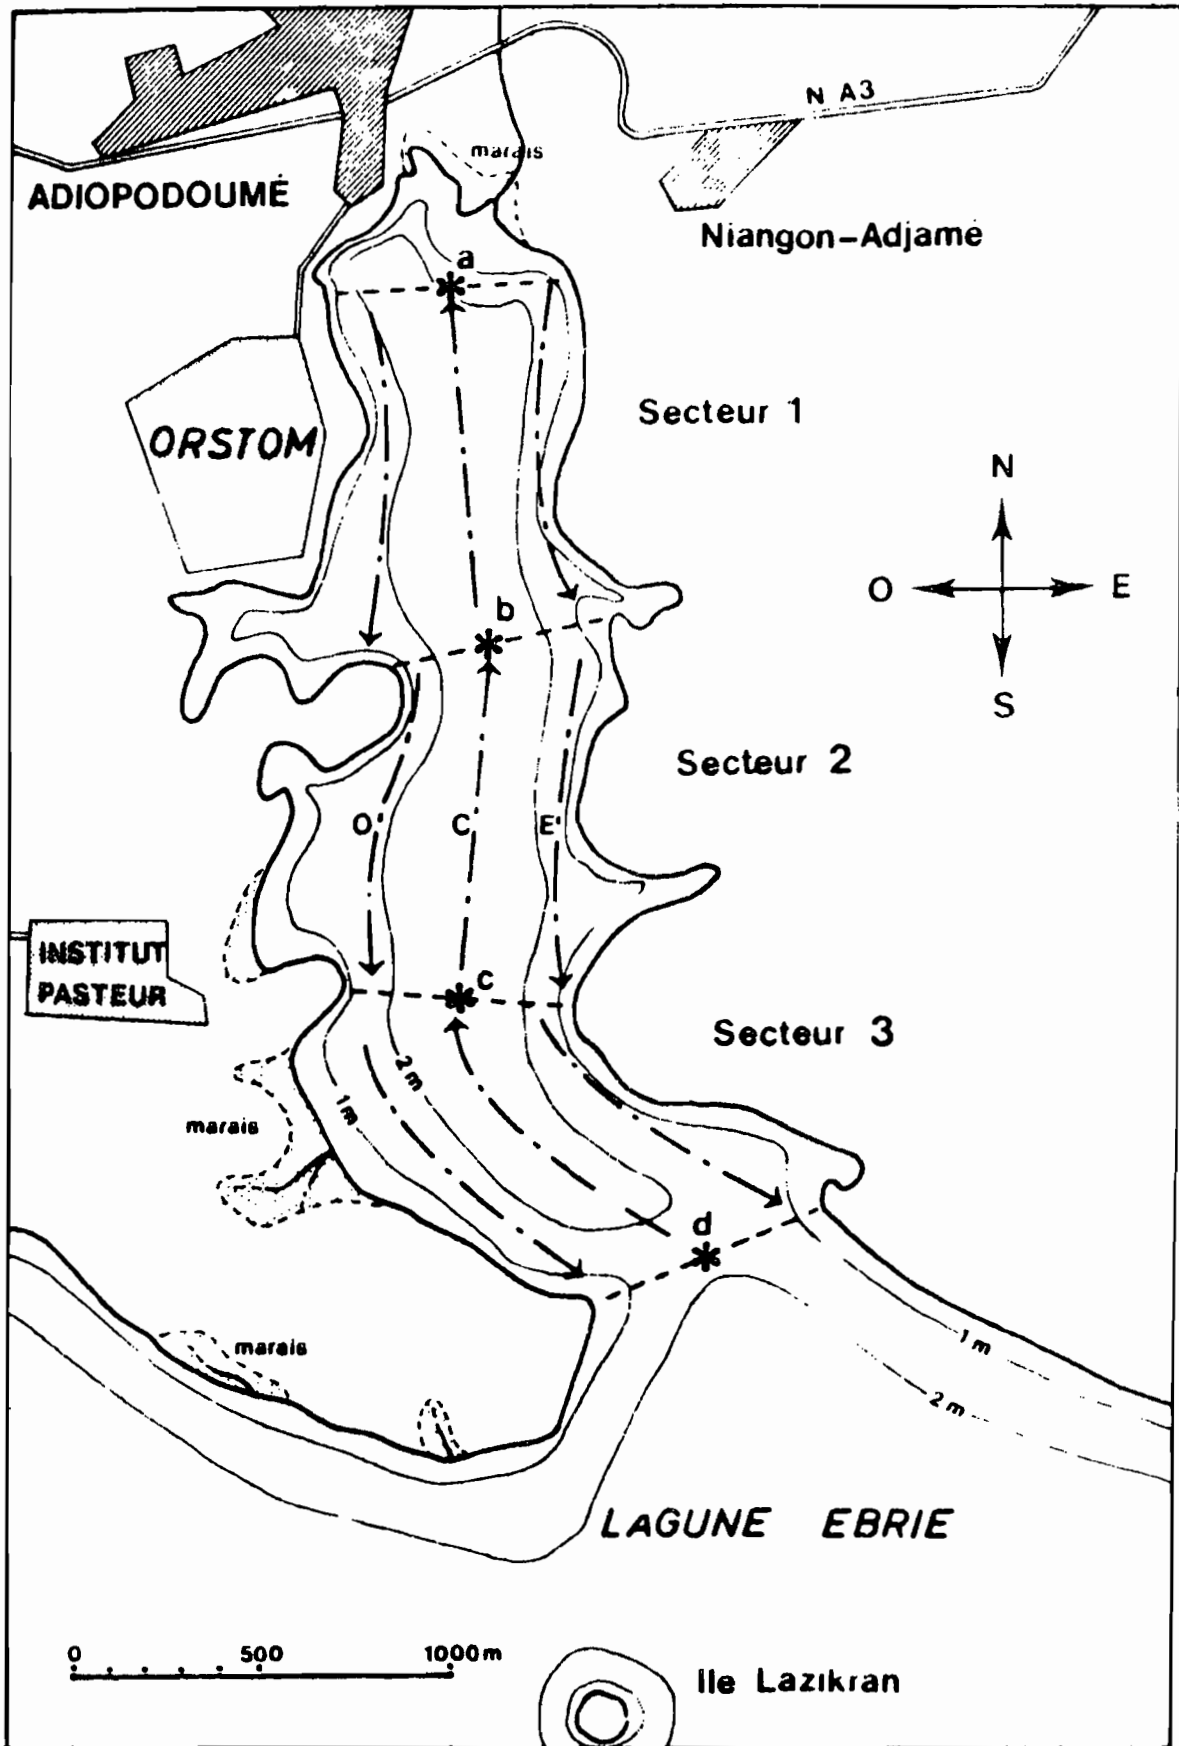 N A3
marais
ADIOPODOUMÉ
Niangon-Adjamé
a
Secteur 1
ORSTOM
N
O E
b
S
Secteur 2
O' C' E'
INSTITUT
PASTEUR
c
Secteur 3
2 m
1 m
marais
d
1 m
marais
2 m
LAGUNE EBRIE
0 500 1000 m
Ile Lazikran